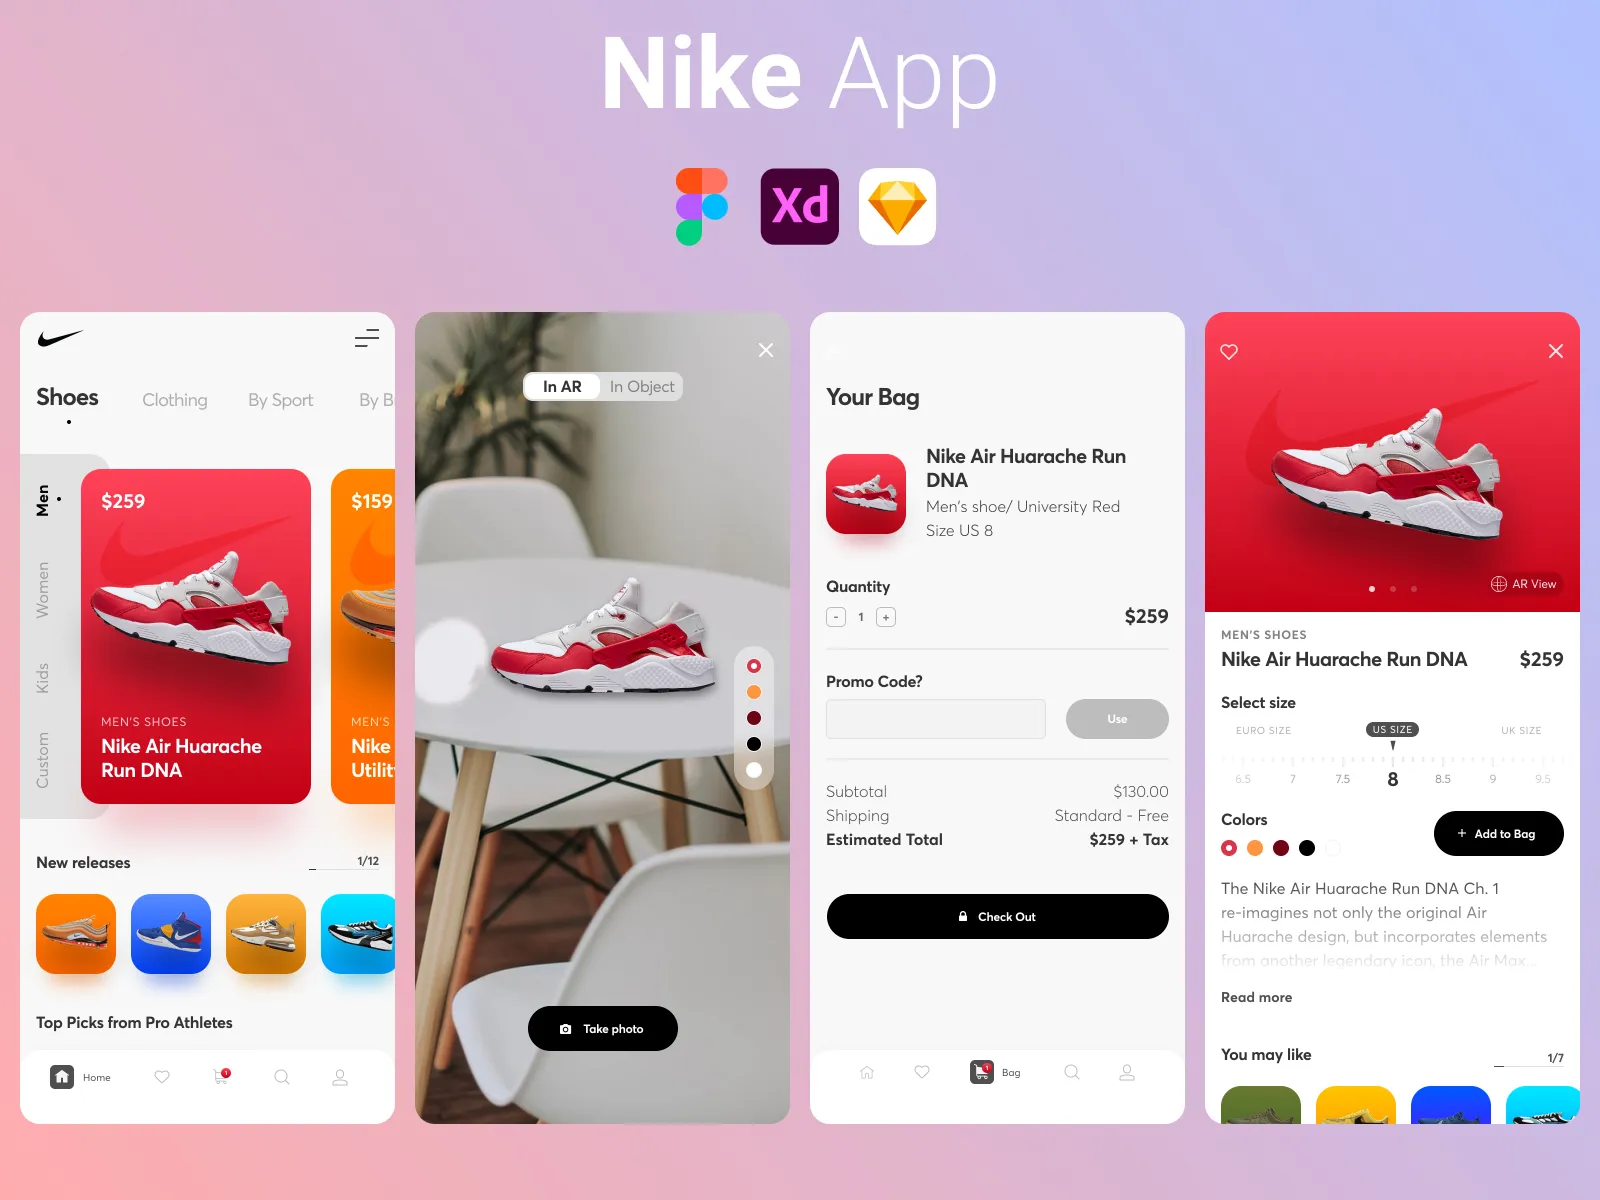 Nike App
Xd
Shoes
Clothing
By Sport
By B
Men
Women
Kids
Custom
$259
MEN'S SHOES
Nike Air Huarache
Run DNA
$159
MEN'S
Nike
Utilit
New releases
1/12
Top Picks from Pro Athletes
Home
1
In AR
In Object
Take photo
Your Bag
Nike Air Huarache Run
DNA
Men's shoe/ University Red
Size US 8
Quantity
- 1 +
$259
Promo Code?
Use
Subtotal
$130.00
Shipping
Standard - Free
Estimated Total
$259 + Tax
Check Out
1
Bag
AR View
MEN'S SHOES
Nike Air Huarache Run DNA
$259
Select size
EURO SIZE
US SIZE
UK SIZE
6.5 7 7.5 8 8.5 9 9.5
Colors
+ Add to Bag
The Nike Air Huarache Run DNA Ch. 1
re-imagines not only the original Air
Huarache design, but incorporates elements
from another legendary icon, the Air Max...
Read more
You may like
1/7